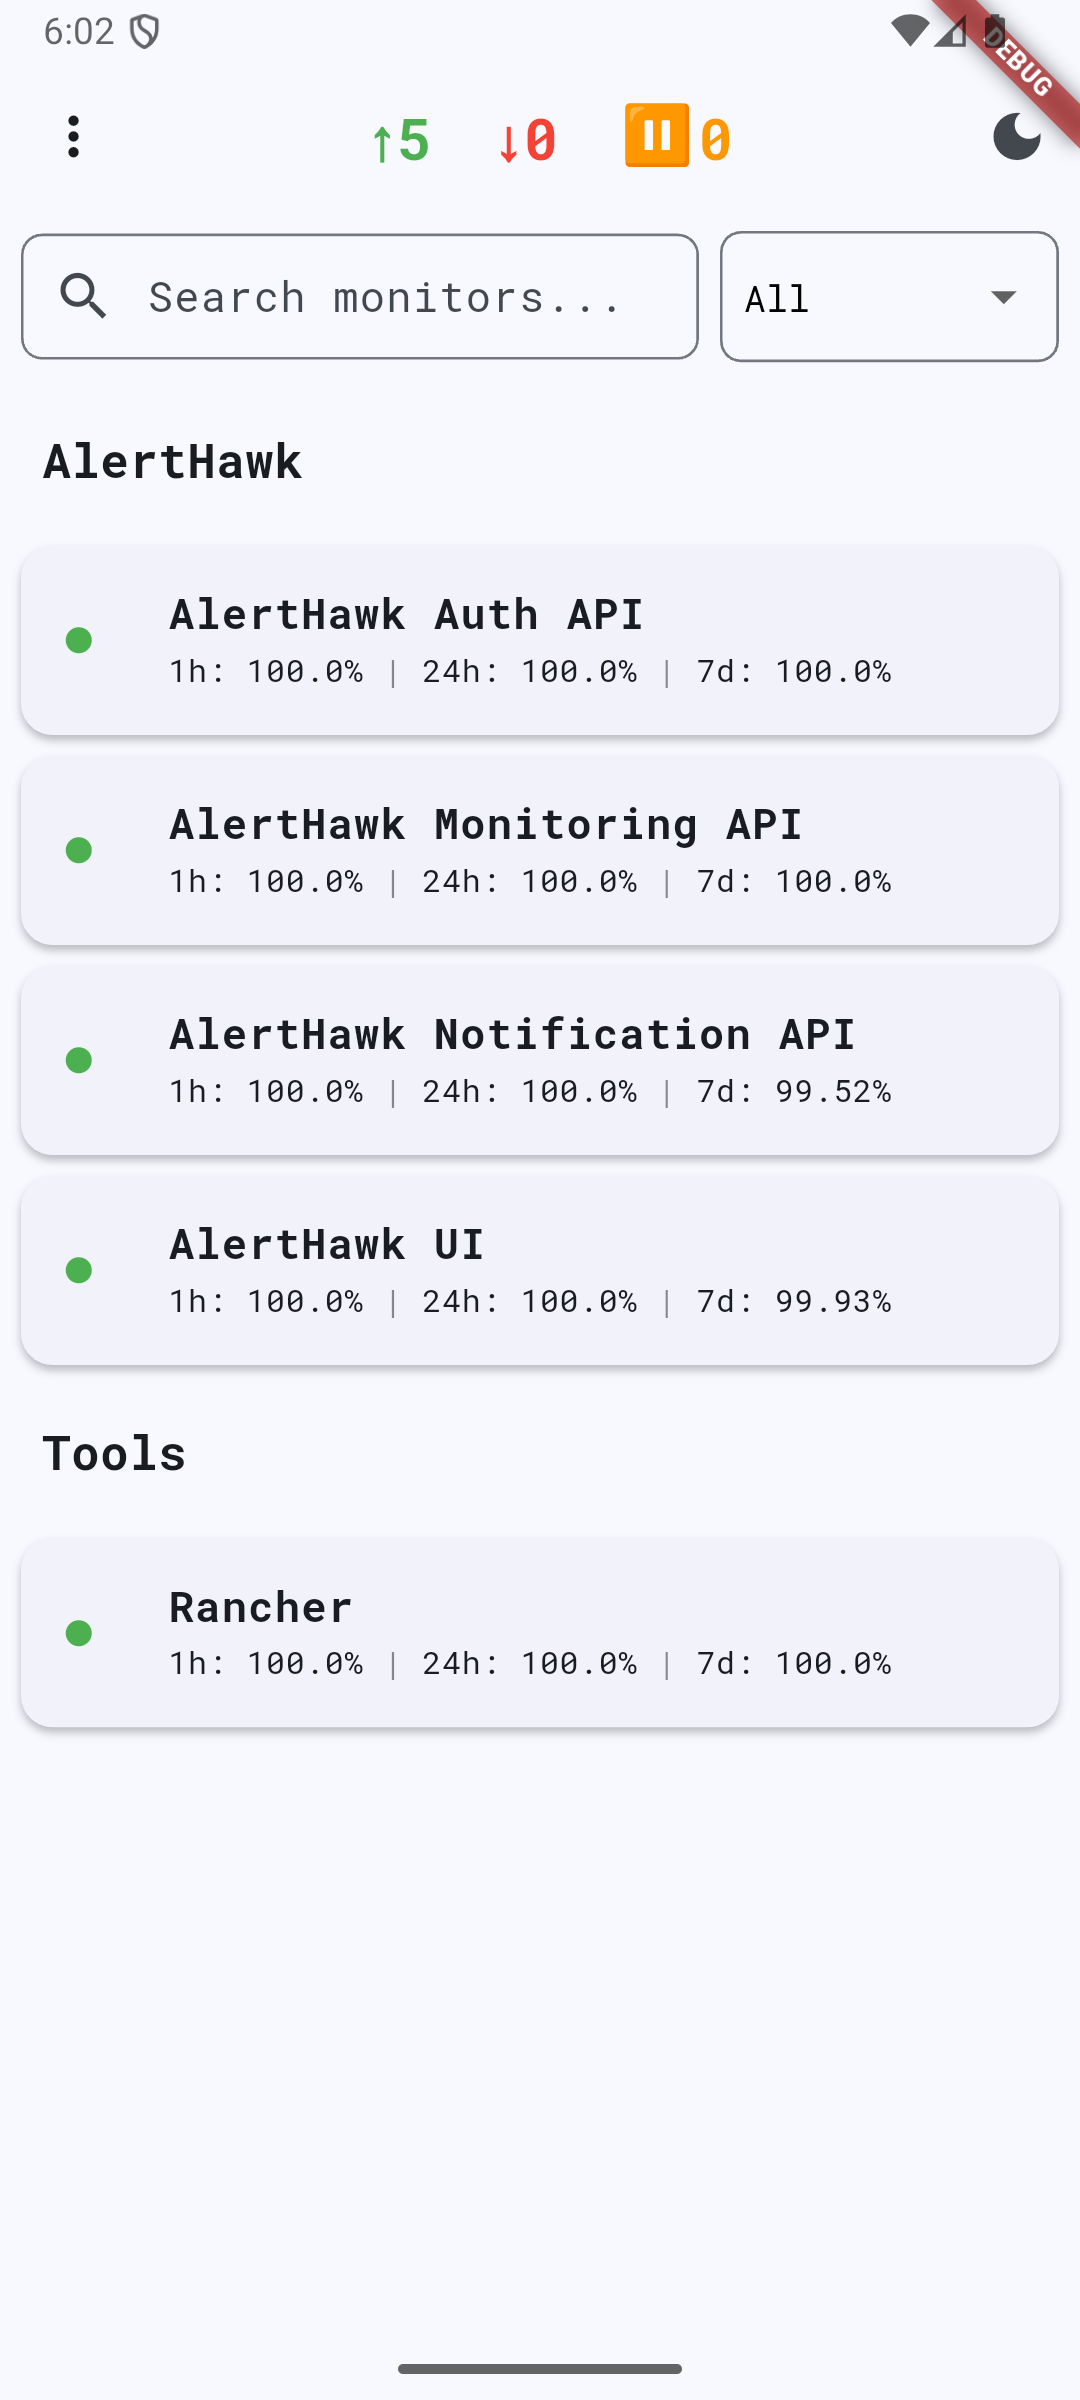 6:02
DEBUG
↑5 ↓0 ⏸0
Search monitors...
All
AlertHawk
AlertHawk Auth API
1h: 100.0% | 24h: 100.0% | 7d: 100.0%
AlertHawk Monitoring API
1h: 100.0% | 24h: 100.0% | 7d: 100.0%
AlertHawk Notification API
1h: 100.0% | 24h: 100.0% | 7d: 99.52%
AlertHawk UI
1h: 100.0% | 24h: 100.0% | 7d: 99.93%
Tools
Rancher
1h: 100.0% | 24h: 100.0% | 7d: 100.0%